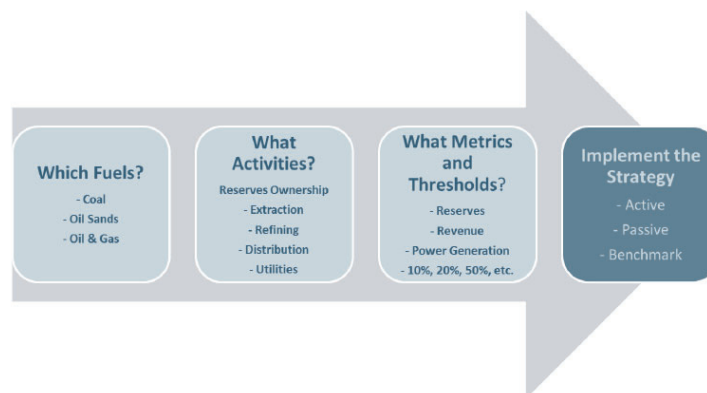 Which Fuels?
- Coal
- Oil Sands
- Oil & Gas
What
Activities?
Reserves Ownership
- Extraction
- Refining
- Distribution
- Utilities
What Metrics
and
Thresholds?
- Reserves
- Revenue
- Power Generation
- 10%, 20%, 50%, etc.
Implement the
Strategy
- Active
- Passive
- Benchmark